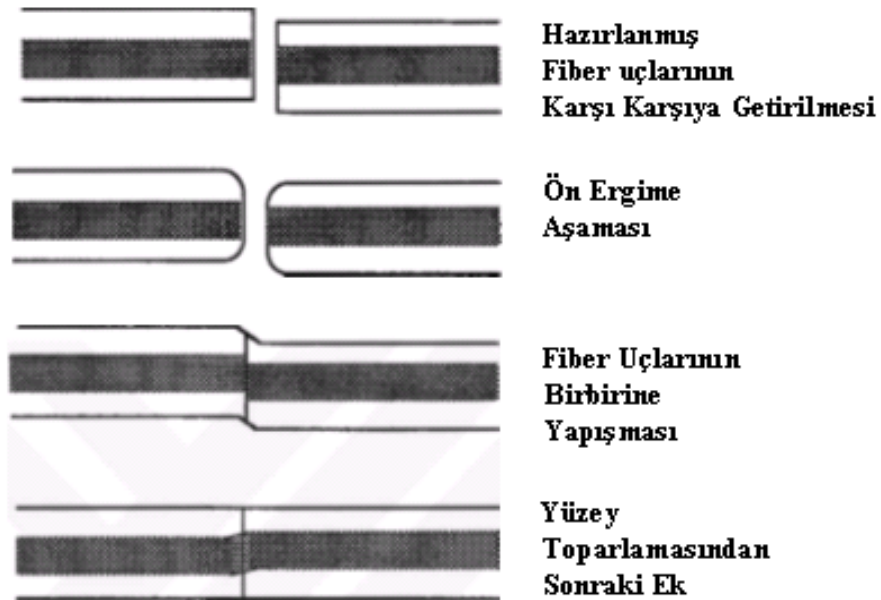 Hazırlanmış
Fiber uçlarının
Karşı Karşıya Getirilmesi
Ön Ergime
Aşaması
Fiber Uçlarının
Birbirine
Yapışması
Yüzey
Toparlamasından
Sonraki Ek